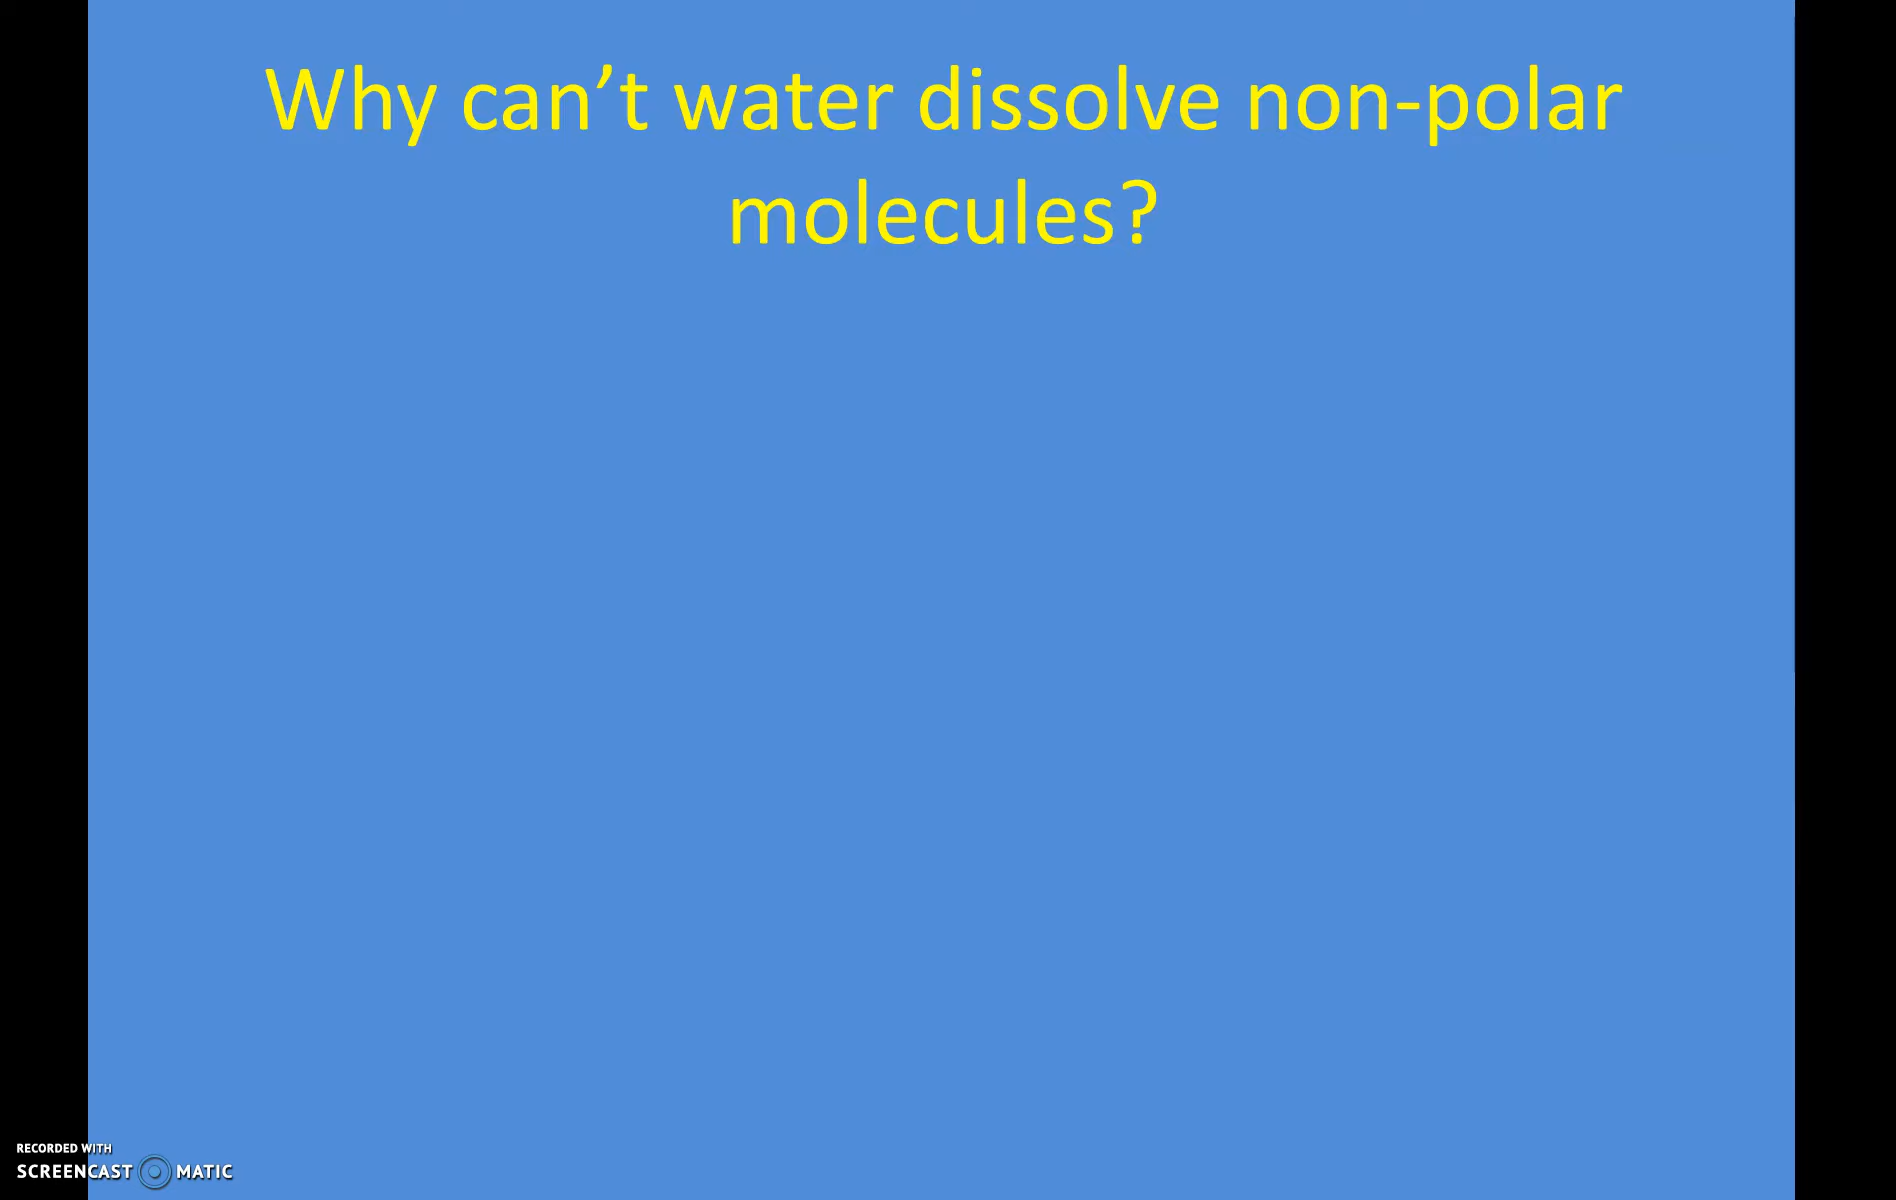 Why can’t water dissolve non-polar
molecules?
RECORDED WITH
SCREENCAST MATIC